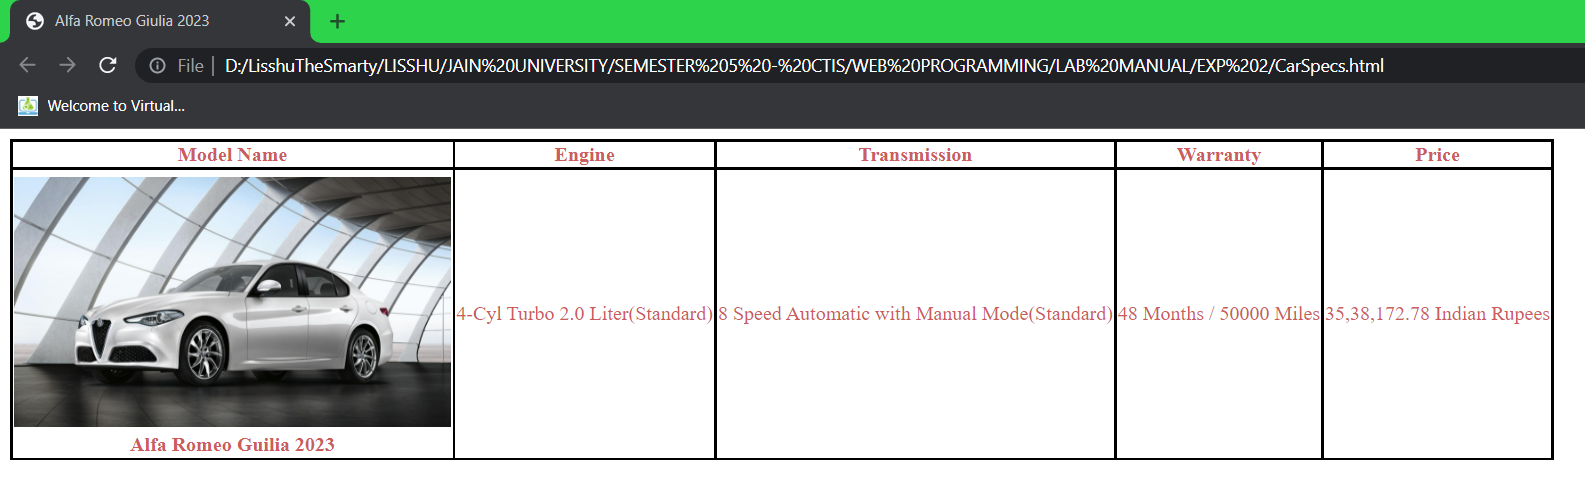 Alfa Romeo Giulia 2023
File
D:/LisshuTheSmarty/LISSHU/JAIN%20UNIVERSITY/SEMESTER%205%20-%20CTIS/WEB%20PROGRAMMING/LAB%20MANUAL/EXP%202/CarSpecs.html
Welcome to Virtual...
Model Name Engine Transmission Warranty Price
4-Cyl Turbo 2.0 Liter(Standard) 8 Speed Automatic with Manual Mode(Standard) 48 Months / 50000 Miles 35,38,172.78 Indian Rupees
Alfa Romeo Guilia 2023